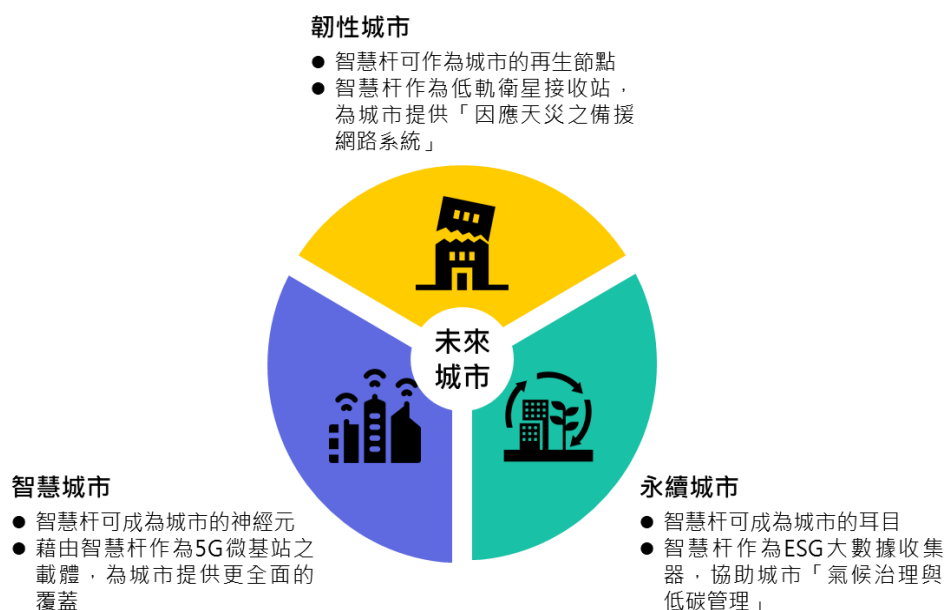 韌性城市
● 智慧杆可作為城市的再生節點
● 智慧杆作為低軌衛星接收站，
為城市提供「因應天災之備援
網路系統」
未來
城市
智慧城市
● 智慧杆可成為城市的神經元
● 藉由智慧杆作為5G微基站之
載體，為城市提供更全面的
覆蓋
永續城市
● 智慧杆可成為城市的耳目
● 智慧杆作為ESG大數據收集
器，協助城市「氣候治理與
低碳管理」